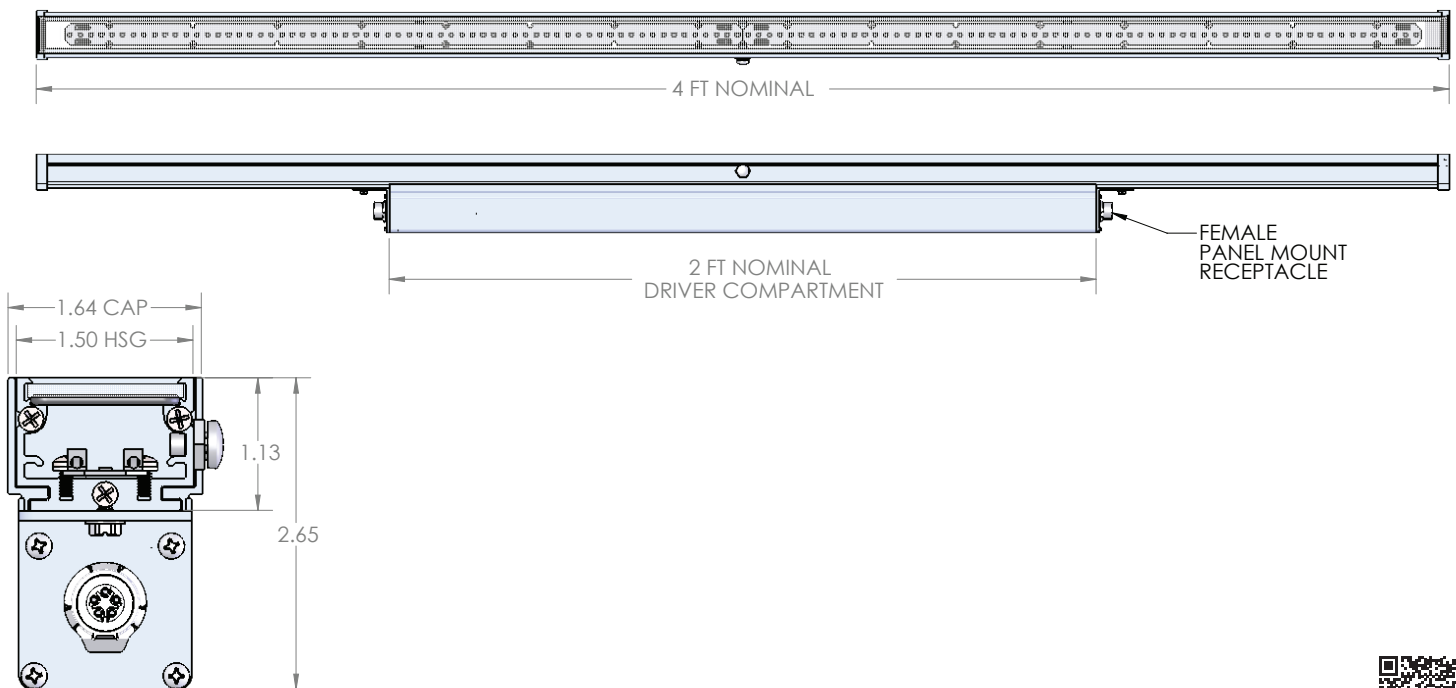 4 FT NOMINAL
FEMALE
PANEL MOUNT
RECEPTACLE
2 FT NOMINAL
DRIVER COMPARTMENT
1.64 CAP
1.50 HSG
1.13
2.65